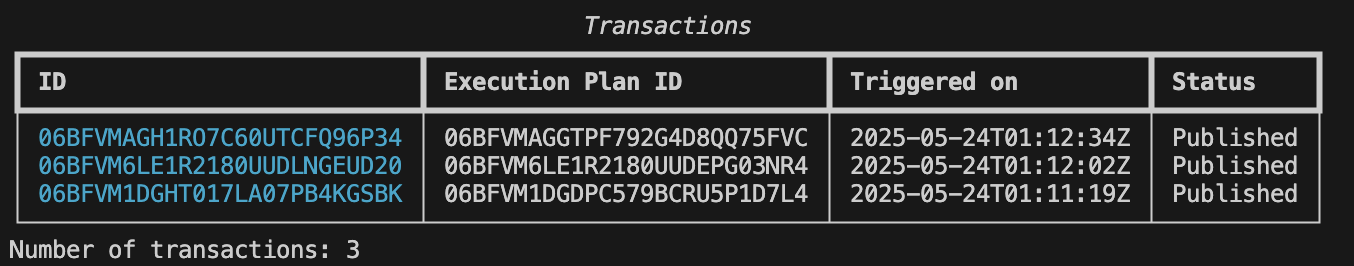 Transactions
ID Execution Plan ID Triggered on Status
06BFVMAGH1RO7C60UTCFQ96P34 06BFVMAGGTPF792G4D8QQ75FVC 2025-05-24T01:12:34Z Published
06BFVM6LE1R2180UUDLNGEUD20 06BFVM6LE1R2180UUDEPG03NR4 2025-05-24T01:12:02Z Published
06BFVM1DGHT017LA07PB4KGSBK 06BFVM1DGDPC579BCRU5P1D7L4 2025-05-24T01:11:19Z Published
Number of transactions: 3